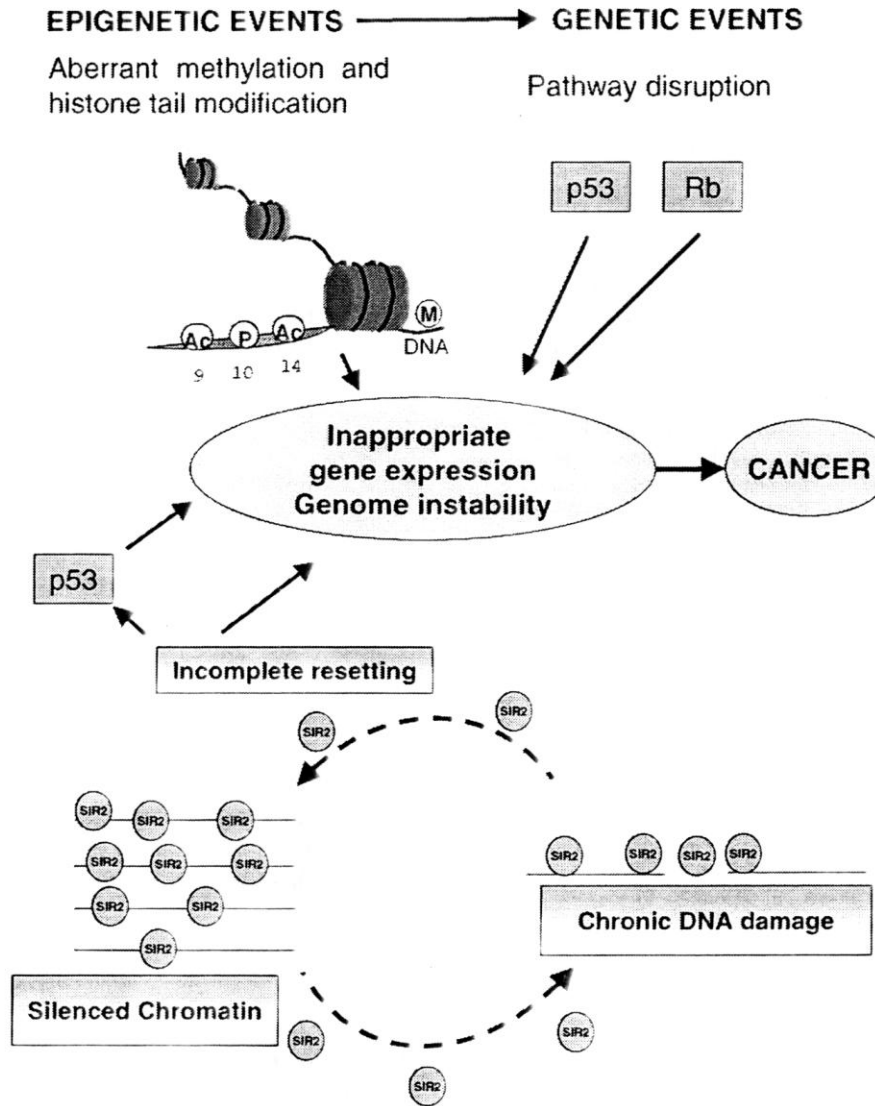 EPIGENETIC EVENTS GENETIC EVENTS
Aberrant methylation and
histone tail modification
Pathway disruption
p53 Rb
M
Ac P Ac
DNA
9 10 14
Inappropriate
gene expression
Genome instability
CANCER
p53
Incomplete resetting
SIR2
SIR2
SIR2 SIR2 SIR2
SIR2 SIR2 SIR2
SIR2 SIR2
SIR2
SIR2 SIR2 SIR2 SIR2
Chronic DNA damage
Silenced Chromatin
SIR2
SIR2
SIR2